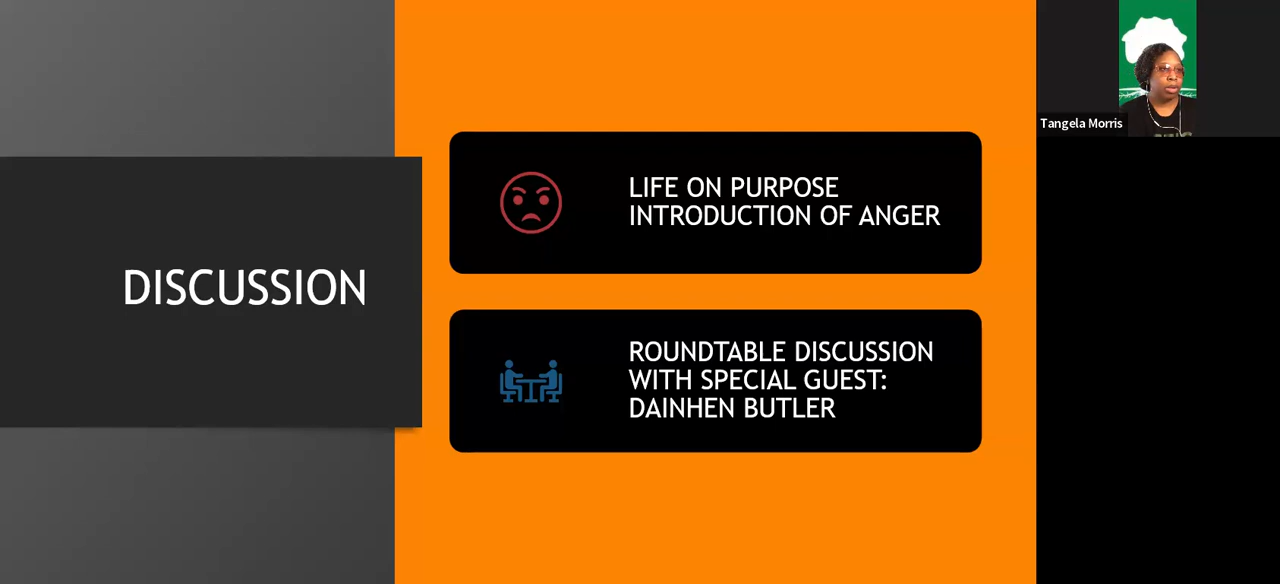 DISCUSSION
LIFE ON PURPOSE
INTRODUCTION OF ANGER
ROUNDTABLE DISCUSSION
WITH SPECIAL GUEST:
DAINHEN BUTLER
Tangela Morris